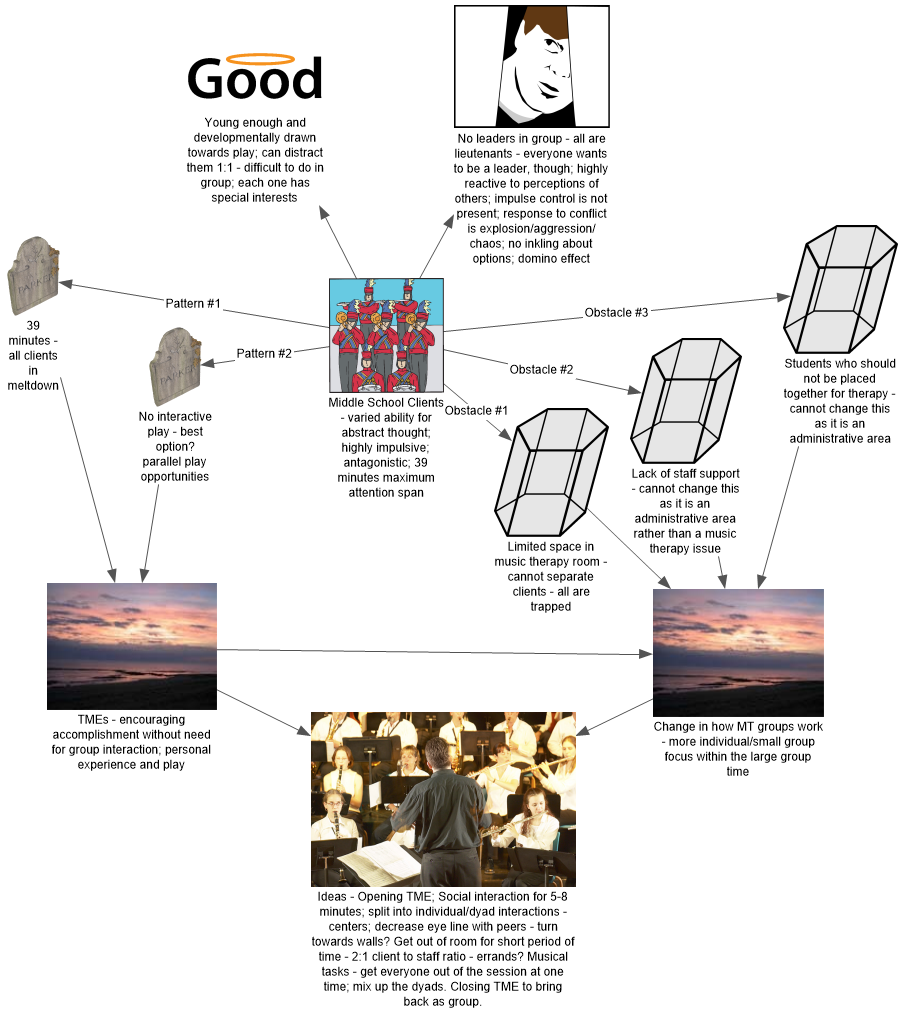 Good
Young enough and
developmentally drawn
towards play; can distract
them 1:1 - difficult to do in
group; each one has
special interests
No leaders in group - all are
lieutenants - everyone wants
to be a leader, though; highly
reactive to perceptions of
others; impulse control is not
present; response to conflict
is explosion/aggression/
chaos; no inkling about
options; domino effect
Pattern #1
39
minutes -
all clients
in
meltdown
Pattern #2
No interactive
play - best
option?
parallel play
opportunities
Middle School Clients
- varied ability for
abstract thought;
highly impulsive;
antagonistic; 39
minutes maximum
attention span
Obstacle #3
Obstacle #2
Obstacle #1
Students who should
not be placed
together for therapy -
cannot change this
as it is an
administrative area
Lack of staff support
- cannot change this
as it is an
administrative area
rather than a music
therapy issue
Limited space in
music therapy room -
cannot separate
clients - all are
trapped
TMEs - encouraging
accomplishment without need
for group interaction; personal
experience and play
Change in how MT groups work
- more individual/small group
focus within the large group
time
Ideas - Opening TME; Social interaction for 5-8
minutes; split into individual/dyad interactions -
centers; decrease eye line with peers - turn
towards walls? Get out of room for short period of
time - 2:1 client to staff ratio - errands? Musical
tasks - get everyone out of the session at one
time; mix up the dyads. Closing TME to bring
back as group.